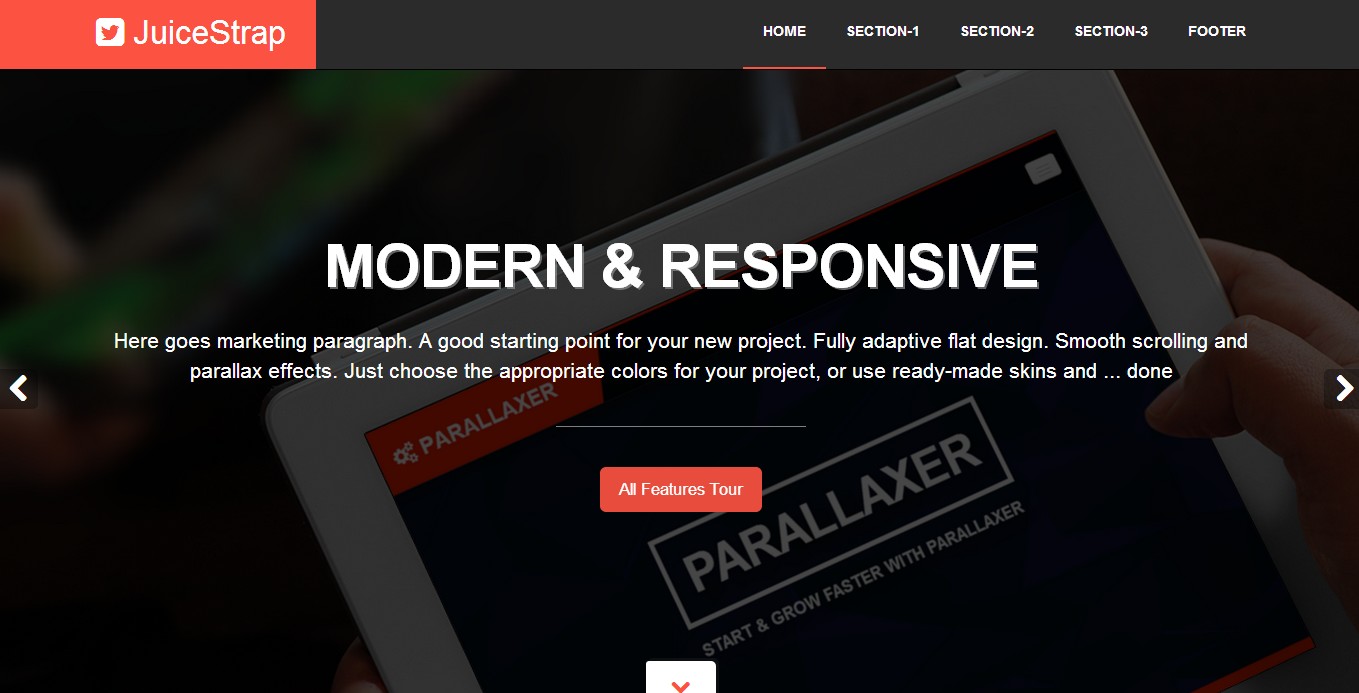 JuiceStrap
HOME
SECTION-1
SECTION-2
SECTION-3
FOOTER
MODERN & RESPONSIVE
Here goes marketing paragraph. A good starting point for your new project. Fully adaptive flat design. Smooth scrolling and
parallax effects. Just choose the appropriate colors for your project, or use ready-made skins and ... done
PARALLAXER
All Features Tour
PARALLAXER
START & GROW FASTER WITH PARALLAXER